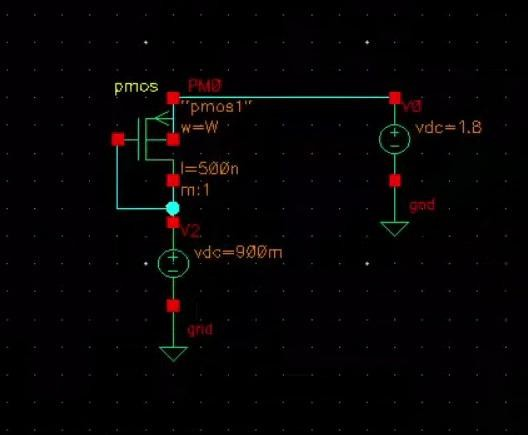 pmos
PM0
"pmos1"
w=W
l=500n
m:1
V0
vdc=1.8
gnd
V2
vdc=900m
gnd